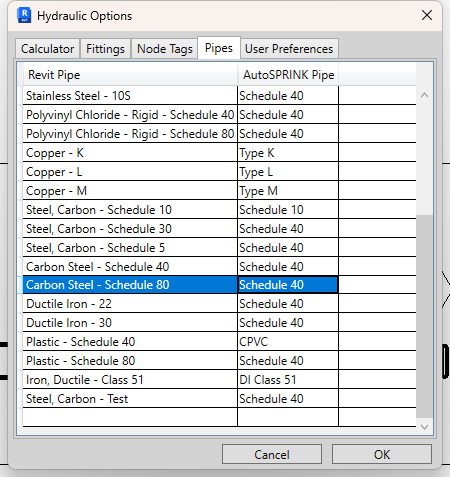 Hydraulic Options
Calculator Fittings Node Tags Pipes User Preferences
Revit Pipe AutoSPRINK Pipe
Stainless Steel - 10S Schedule 40
Polyvinyl Chloride - Rigid - Schedule 40 Schedule 40
Polyvinyl Chloride - Rigid - Schedule 80 Schedule 40
Copper - K Type K
Copper - L Type L
Copper - M Type M
Steel, Carbon - Schedule 10 Schedule 10
Steel, Carbon - Schedule 30 Schedule 40
Steel, Carbon - Schedule 5 Schedule 40
Carbon Steel - Schedule 40 Schedule 40
Carbon Steel - Schedule 80 Schedule 40
Ductile Iron - 22 Schedule 40
Ductile Iron - 30 Schedule 40
Plastic - Schedule 40 CPVC
Plastic - Schedule 80 Schedule 40
Iron, Ductile - Class 51 DI Class 51
Steel, Carbon - Test Schedule 40
Cancel OK